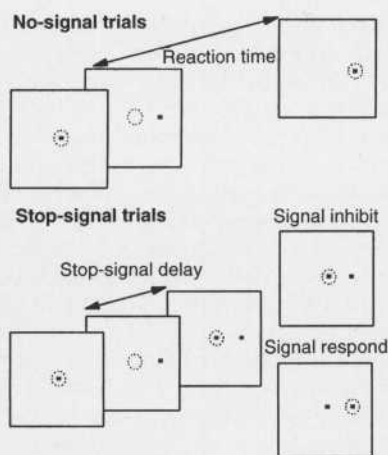 No-signal trials
Reaction time
Stop-signal trials
Signal inhibit
Stop-signal delay
Signal respond